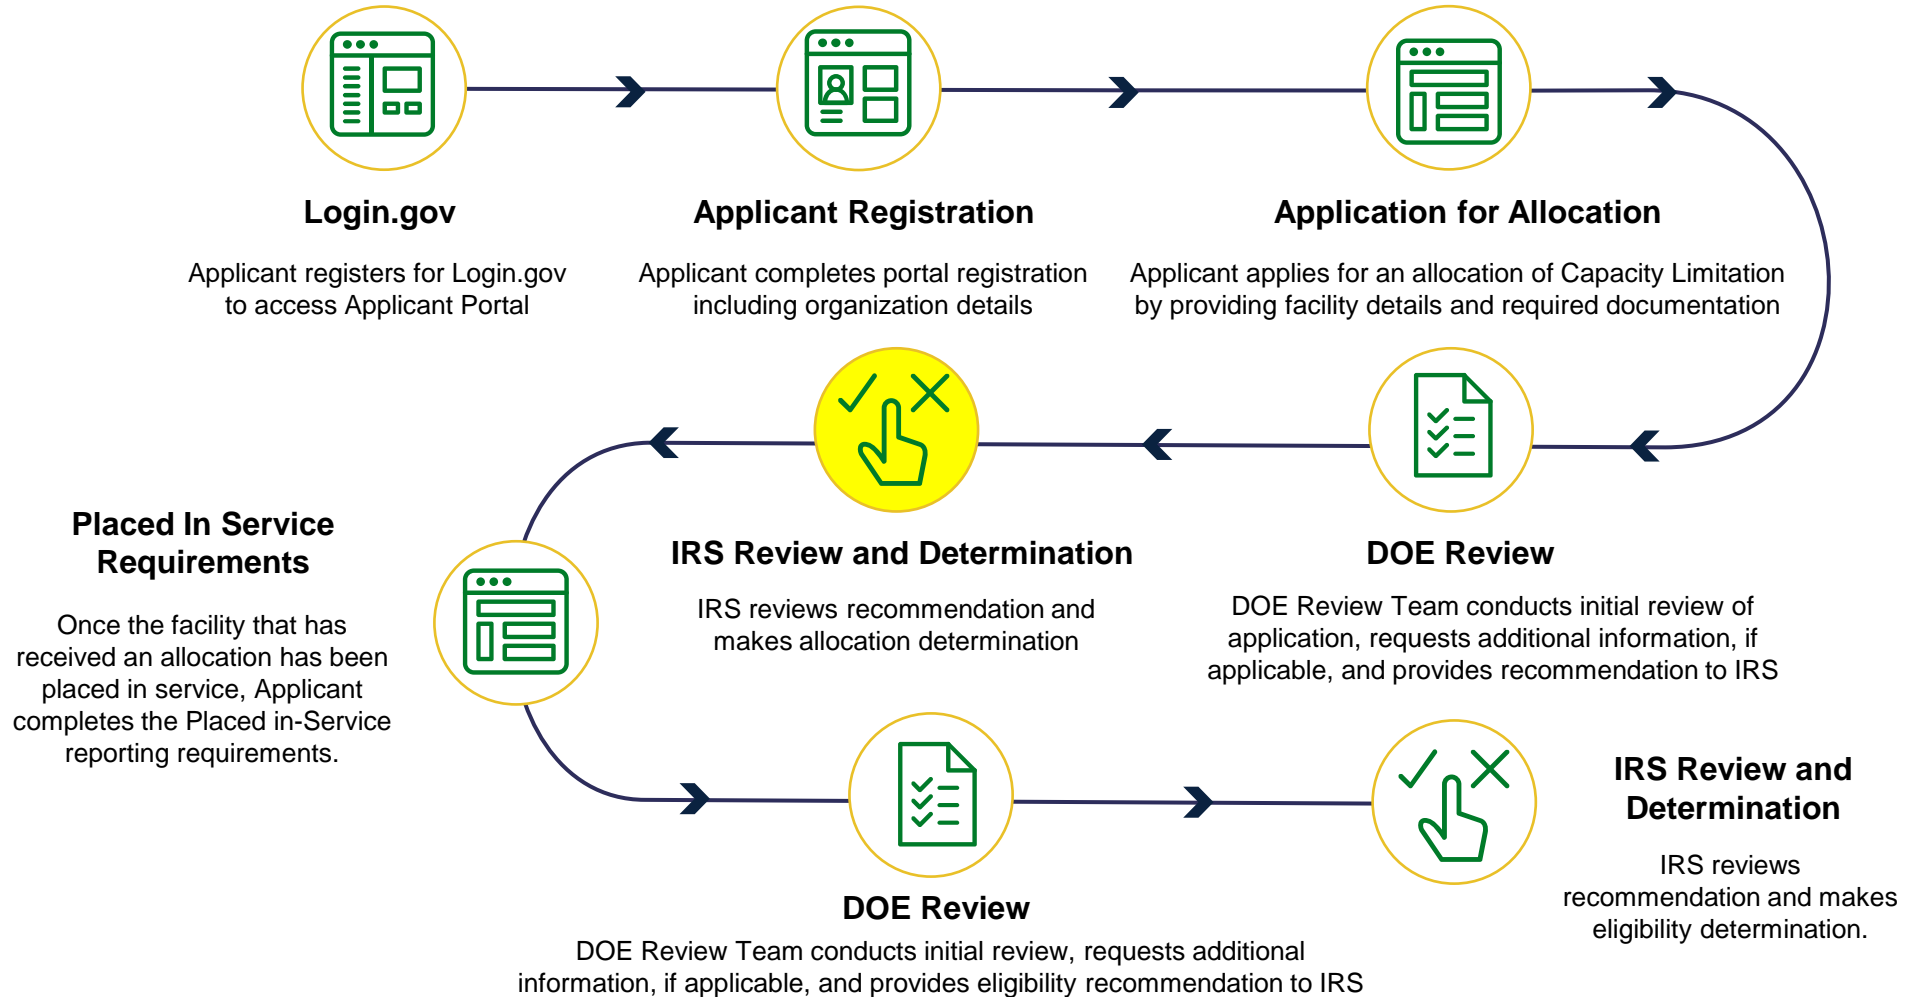 Login.gov
Applicant registers for Login.gov
to access Applicant Portal
Applicant Registration
Applicant completes portal registration
including organization details
Application for Allocation
Applicant applies for an allocation of Capacity Limitation
by providing facility details and required documentation
DOE Review
DOE Review Team conducts initial review of
application, requests additional information, if
applicable, and provides recommendation to IRS
IRS Review and Determination
IRS reviews recommendation and
makes allocation determination
Placed In Service
Requirements
Once the facility that has
received an allocation has been
placed in service, Applicant
completes the Placed in-Service
reporting requirements.
DOE Review
DOE Review Team conducts initial review, requests additional
information, if applicable, and provides eligibility recommendation to IRS
IRS Review and
Determination
IRS reviews
recommendation and makes
eligibility determination.